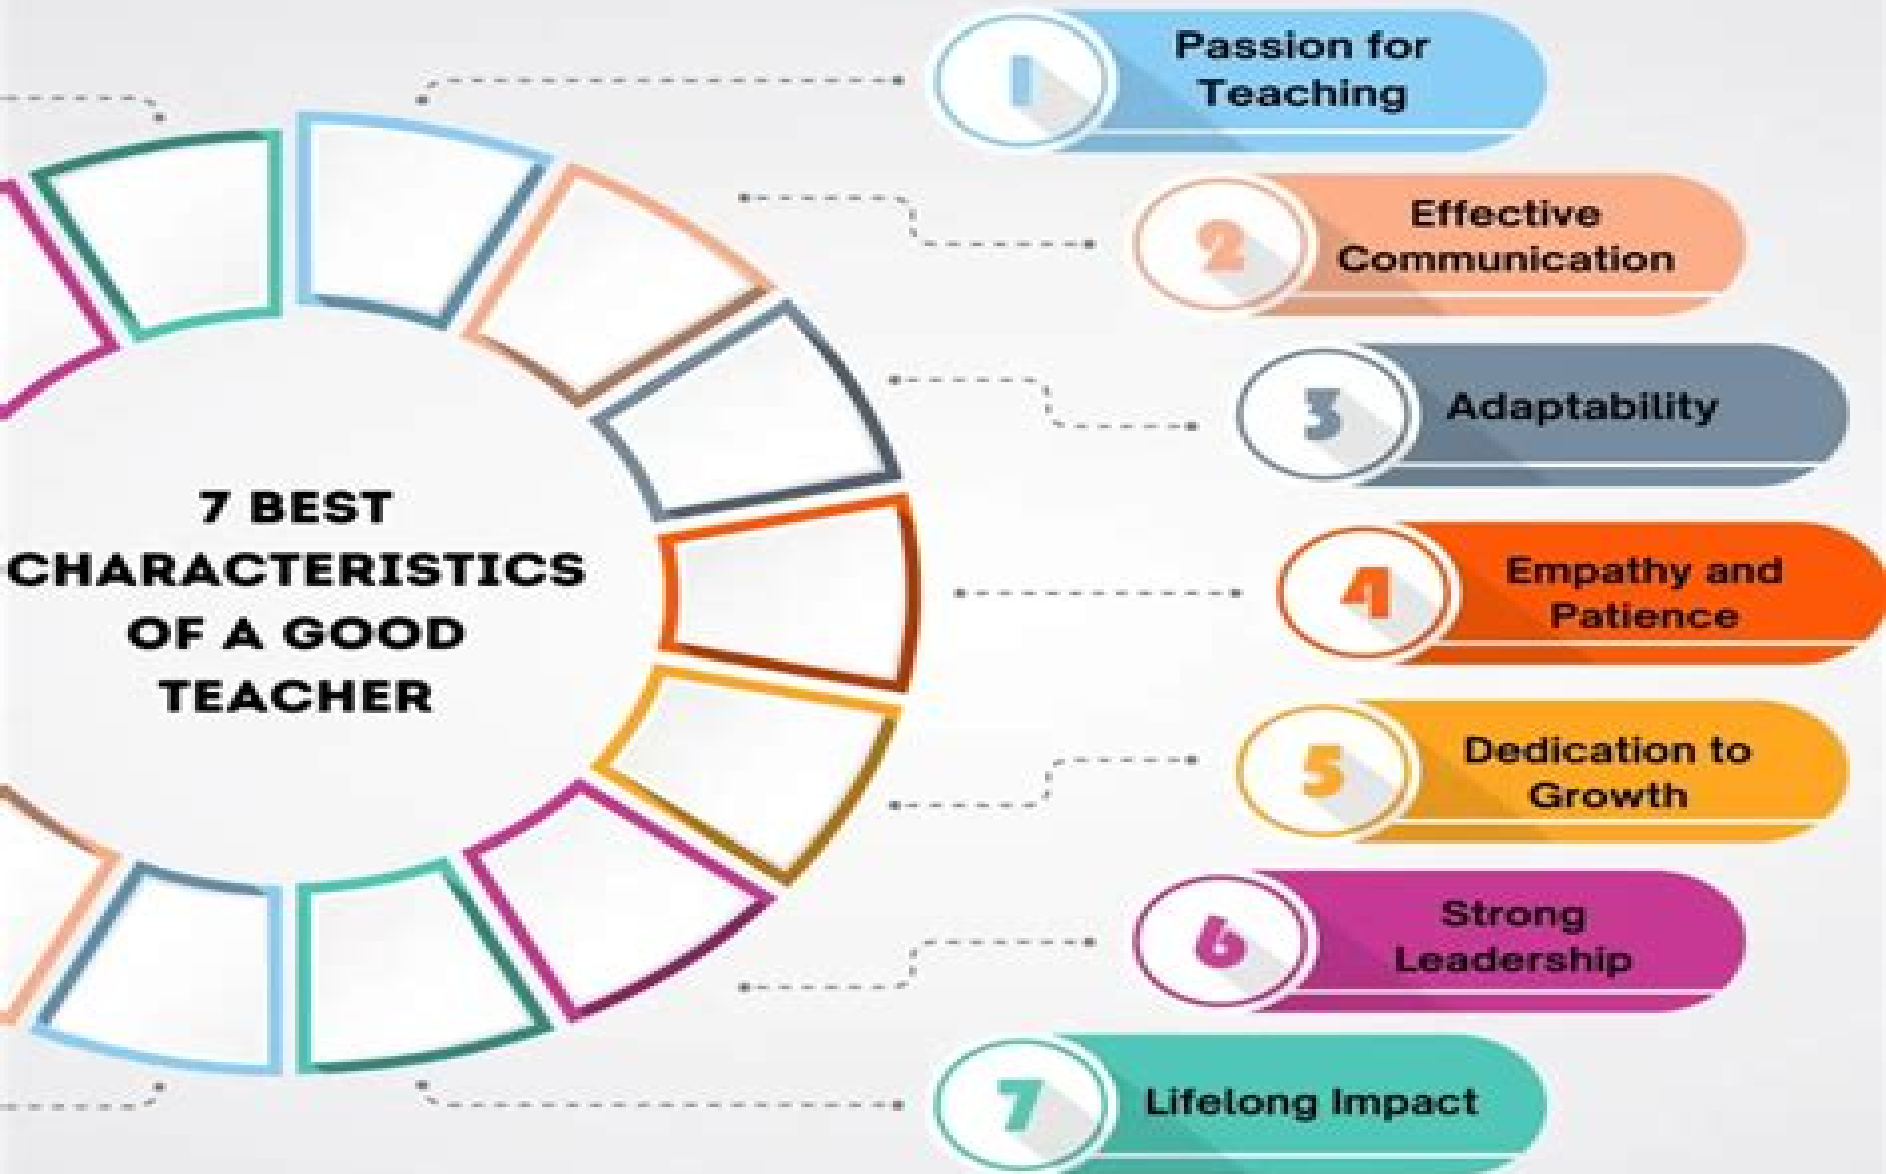 7 BEST
CHARACTERISTICS
OF A GOOD
TEACHER
1
Passion for
Teaching
2
Effective
Communication
3
Adaptability
4
Empathy and
Patience
5
Dedication to
Growth
6
Strong
Leadership
7
Lifelong Impact